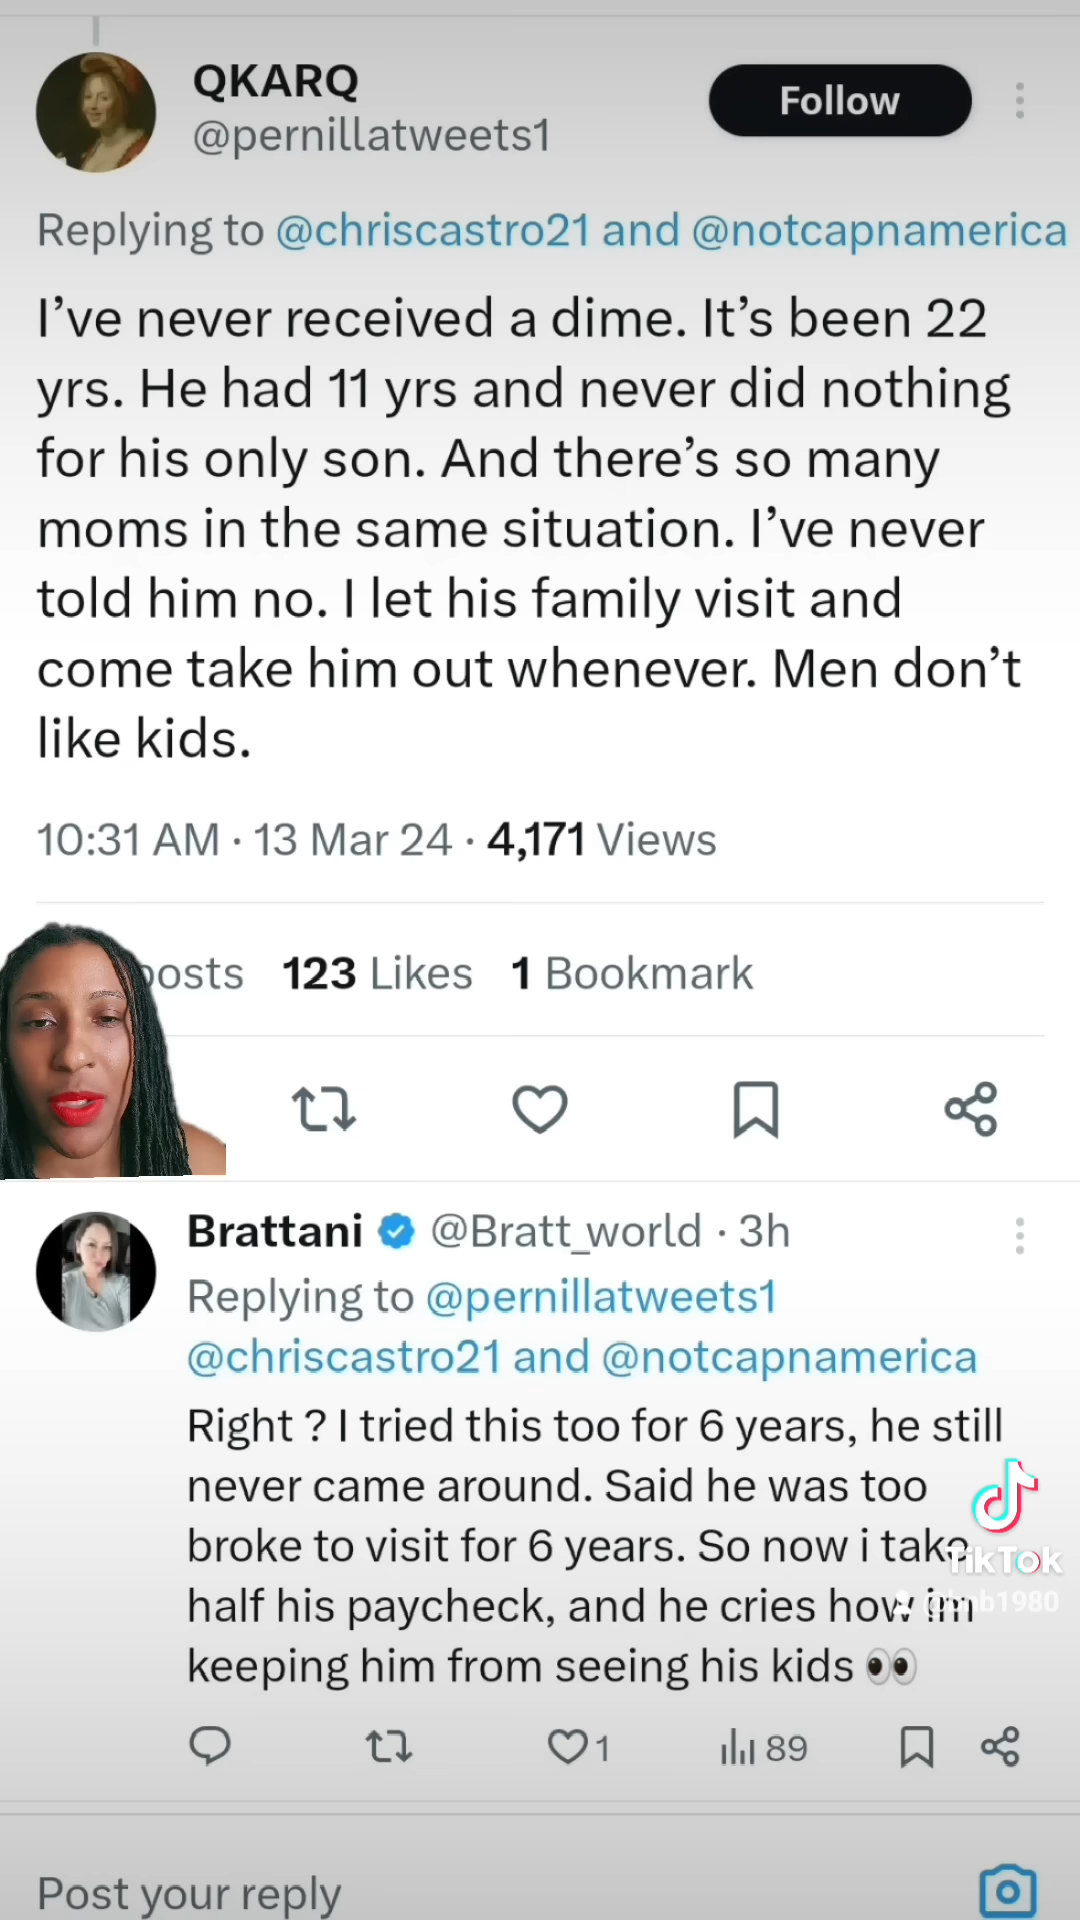 QKARQ
@pernillatweets1
Follow
Replying to @chriscastro21 and @notcapnamerica
I’ve never received a dime. It’s been 22
yrs. He had 11 yrs and never did nothing
for his only son. And there’s so many
moms in the same situation. I’ve never
told him no. I let his family visit and
come take him out whenever. Men don’t
like kids.
10:31 AM · 13 Mar 24 · 4,171 Views
123 Likes 1 Bookmark
Brattani @Bratt_world · 3h
Replying to @pernillatweets1
@chriscastro21 and @notcapnamerica
Right ? I tried this too for 6 years, he still
never came around. Said he was too
broke to visit for 6 years. So now i take
half his paycheck, and he cries how im
keeping him from seeing his kids 👀
TikTok
1
89
Post your reply